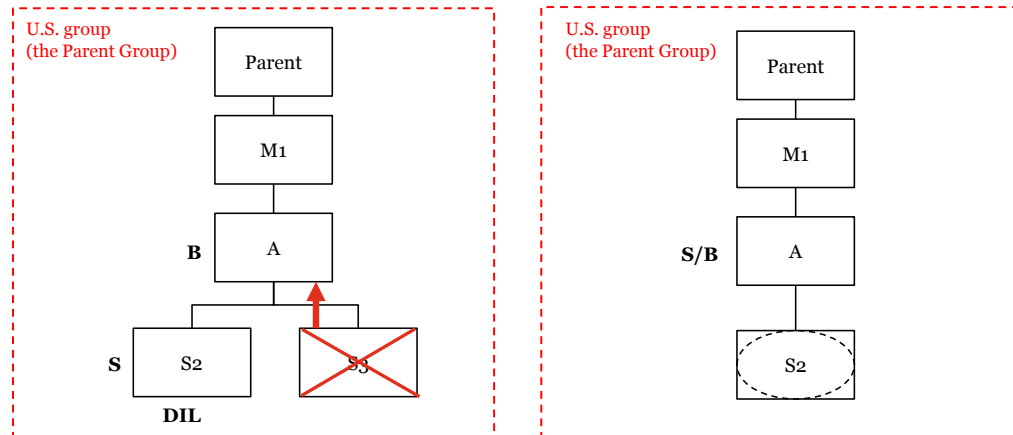 U.S. group
(the Parent Group)
Parent
M1
B
A
S
S2
S3
DIL
U.S. group
(the Parent Group)
Parent
M1
S/B
A
S2